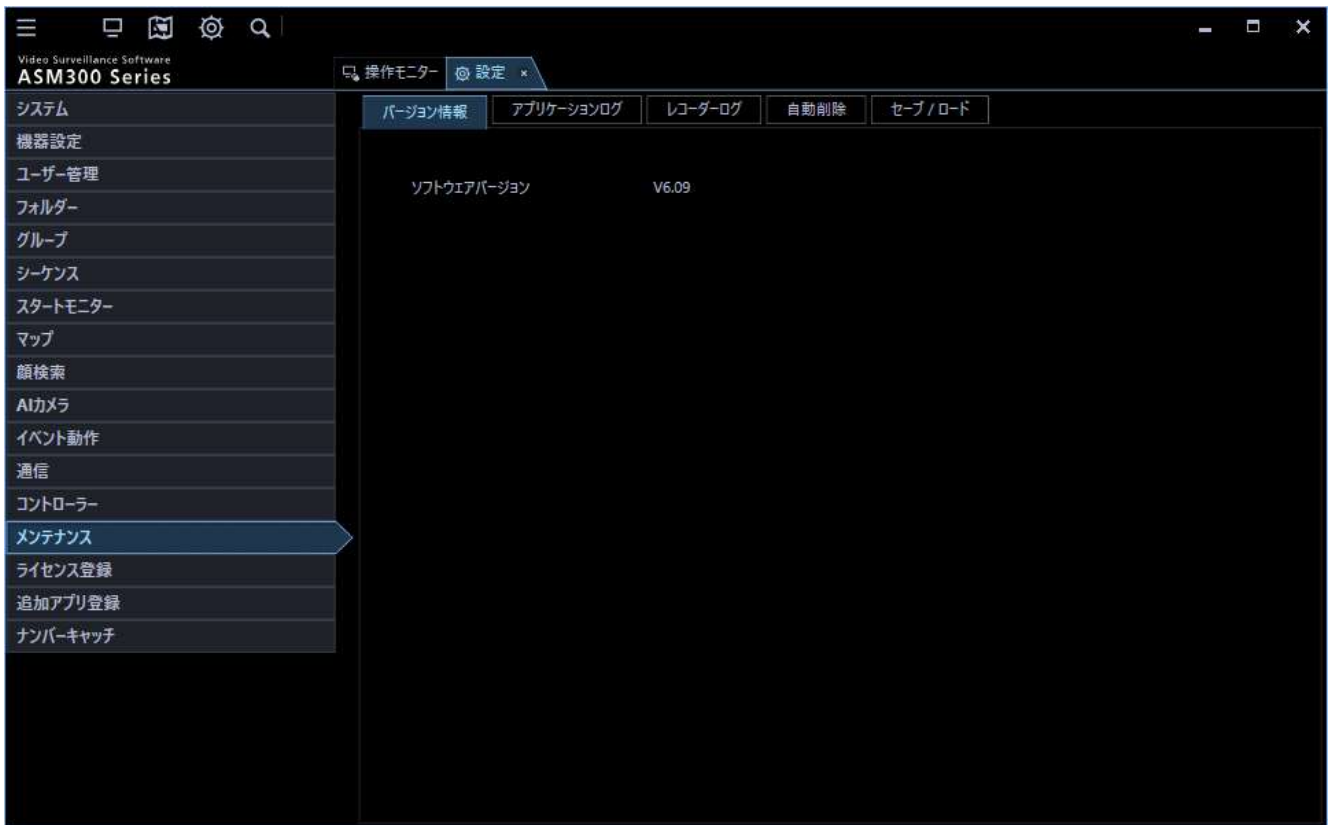 Video Surveillance Software
ASM300 Series
操作モニター
設定
システム
機器設定
ユーザー管理
フォルダー
グループ
シーケンス
スタートモニター
マップ
顔検索
AIカメラ
イベント動作
通信
コントローラー
メンテナンス
ライセンス登録
追加アプリ登録
ナンバーキャッチ
バージョン情報 アプリケーションログ レコーダーログ 自動削除 セーブ / ロード
ソフトウェアバージョン V6.09